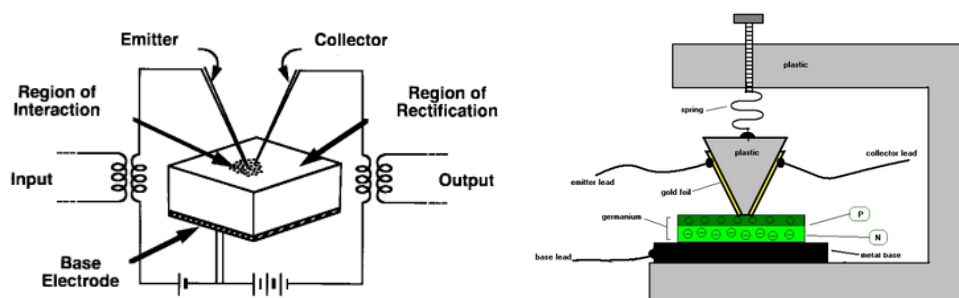 Emitter
Collector
Region of
Interaction
Region of
Rectification
Input
Output
Base
Electrode
plastic
spring
plastic
collector lead
emitter lead
gold foil
germanium
P
N
base lead
metal base